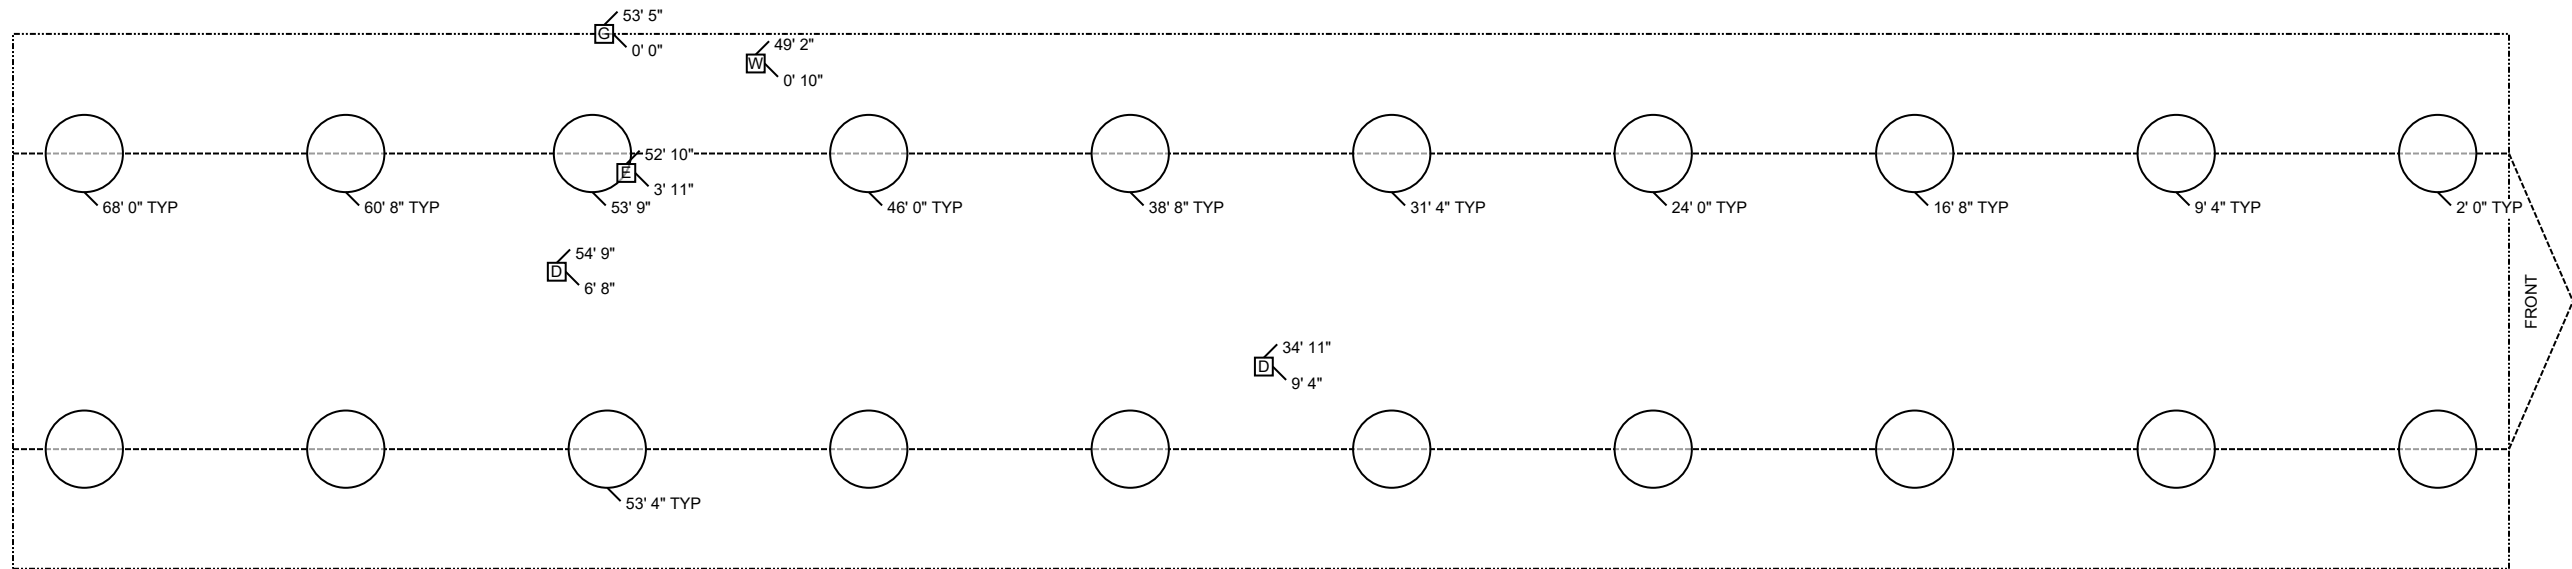 53' 5"
G
0' 0"
49' 2"
W
0' 10"
52' 10"
E
3' 11"
68' 0" TYP
60' 8" TYP
53' 9"
46' 0" TYP
38' 8" TYP
31' 4" TYP
24' 0" TYP
16' 8" TYP
9' 4" TYP
2' 0" TYP
54' 9"
D
6' 8"
FRONT
34' 11"
D
9' 4"
53' 4" TYP